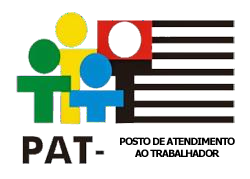 PAT- POSTO DE ATENDIMENTO
AO TRABALHADOR